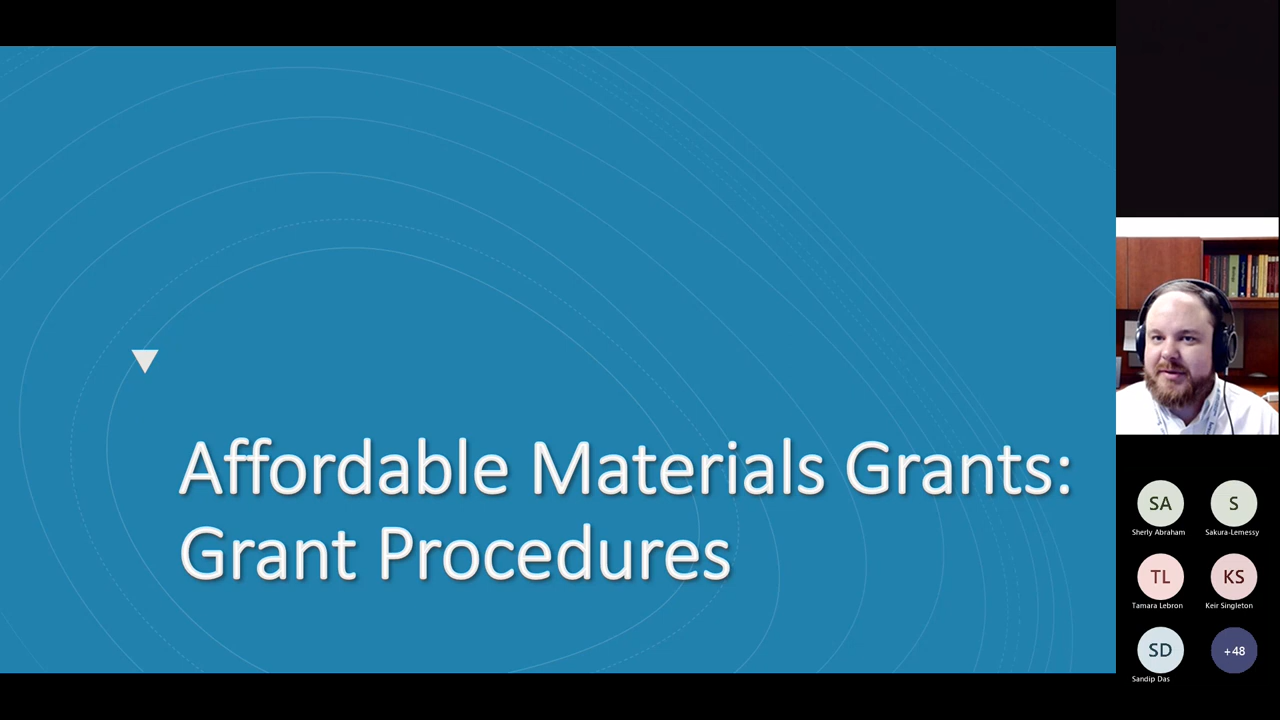 Affordable Materials Grants:
Grant Procedures
SA
S
Sherly Abraham
Sakura-Lemessy
TL
KS
Tamara Lebron
Keir Singleton
SD
+48
Sandip Das